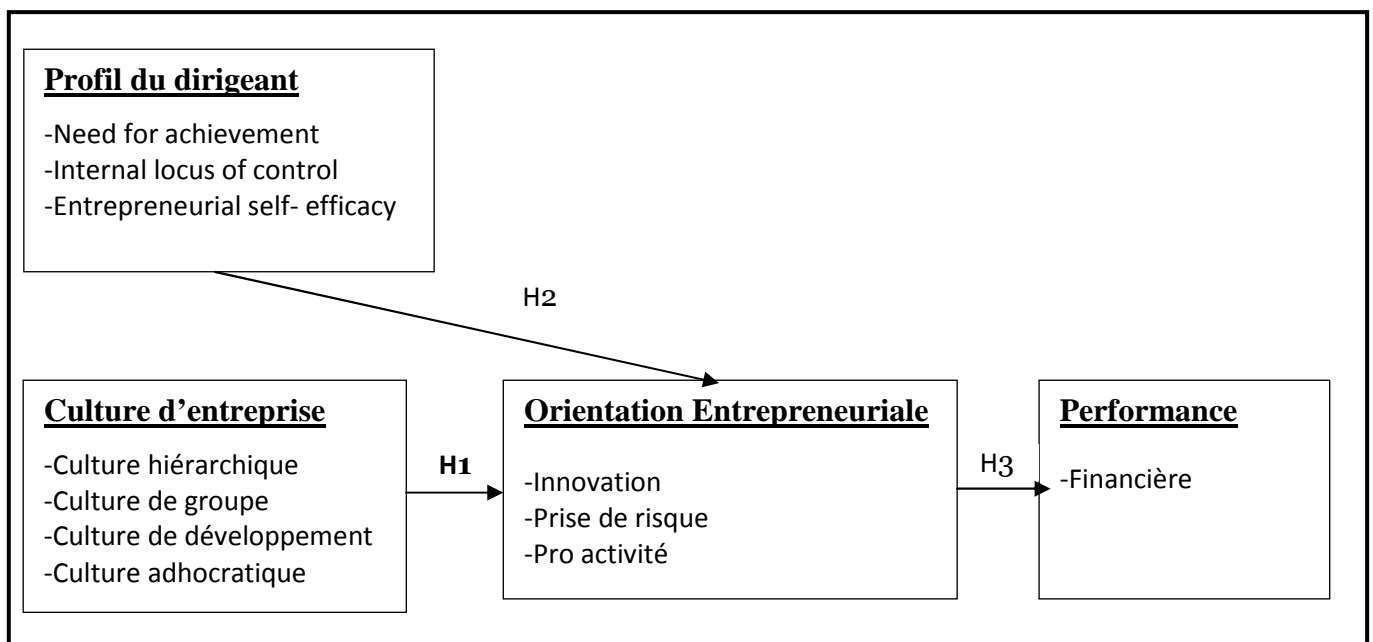 Profil du dirigeant
-Need for achievement
-Internal locus of control
-Entrepreneurial self- efficacy
H2
Culture d’entreprise
-Culture hiérarchique
-Culture de groupe
-Culture de développement
-Culture adhocratique
H1
Orientation Entrepreneuriale
-Innovation
-Prise de risque
-Pro activité
H3
Performance
-Financière